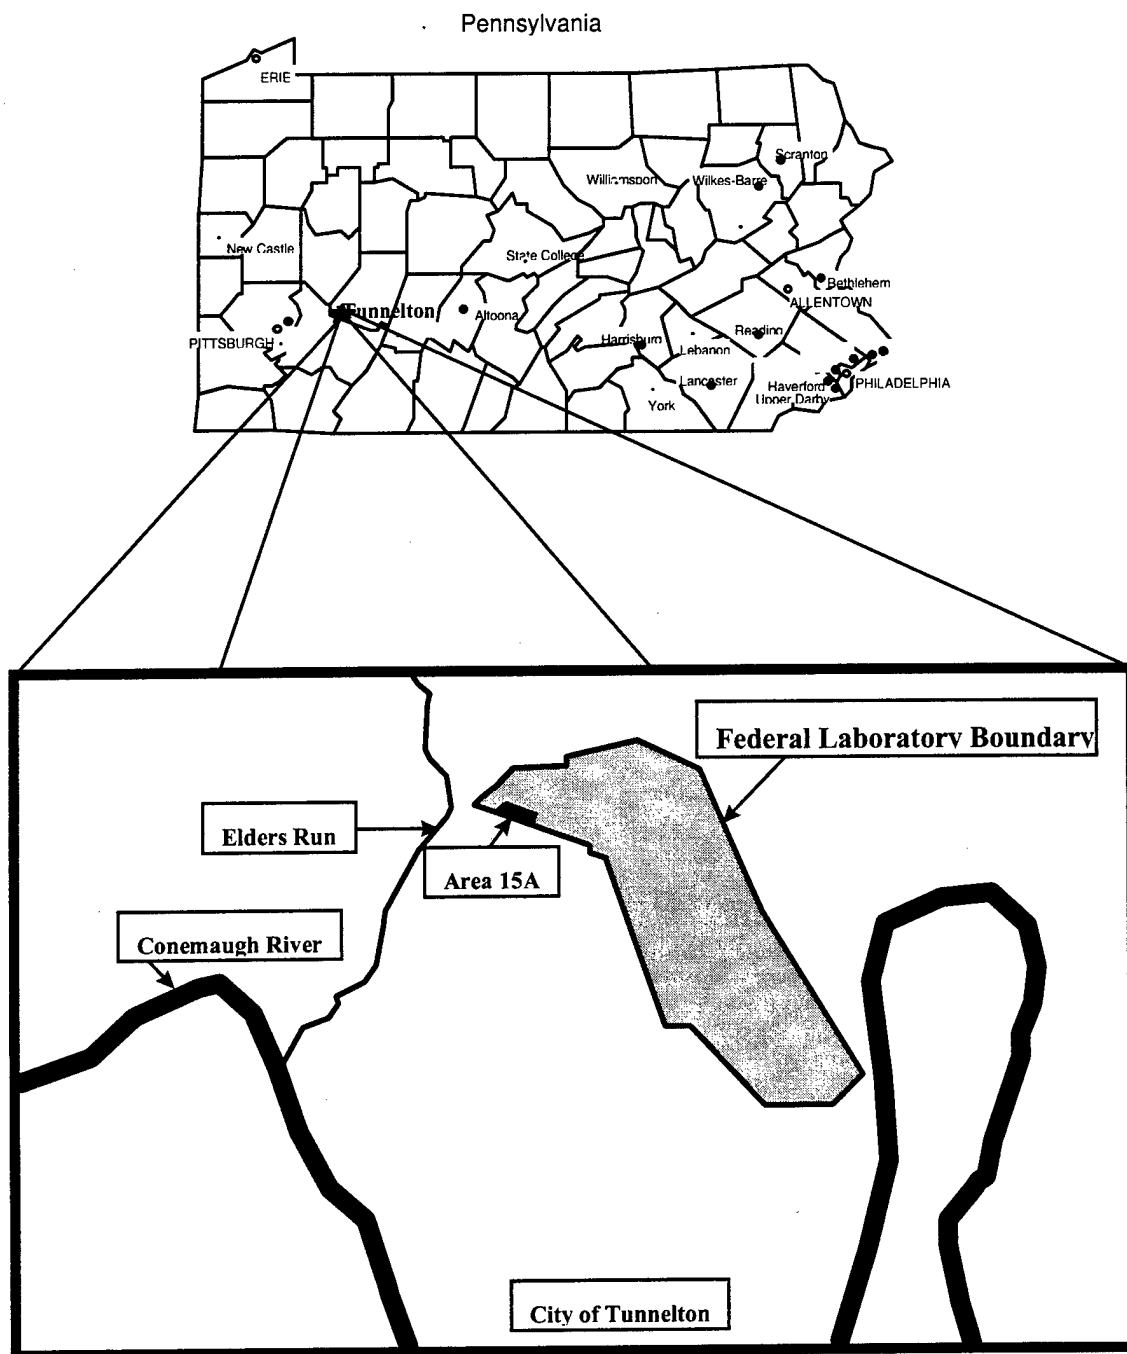 Pennsylvania
ERIE
Scranton
Williamsport
Wilkes-Barre
New Castle
State College
Bethlehem
ALLENTOWN
Tunnelton
Altoona
PITTSBURGH
Harrisburg
Lebanon
Reading
Lancaster
Haverford
PHILADELPHIA
Upper Darby
York
Federal Laboratory Boundary
Elders Run
Area 15A
Conemaugh River
City of Tunnelton